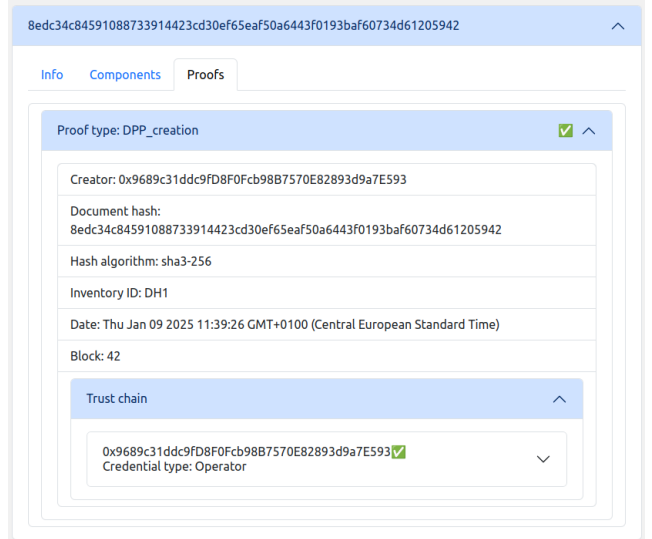 8edc34c84591088733914423cd30ef65eaf50a6443f0193baf60734d61205942
Info Components Proofs
Proof type: DPP_creation ✅
Creator: 0x9689c31ddc9fD8F0Fcb98B7570E82893d9a7E593
Document hash:
8edc34c84591088733914423cd30ef65eaf50a6443f0193baf60734d61205942
Hash algorithm: sha3-256
Inventory ID: DH1
Date: Thu Jan 09 2025 11:39:26 GMT+0100 (Central European Standard Time)
Block: 42
Trust chain
0x9689c31ddc9fD8F0Fcb98B7570E82893d9a7E593✅
Credential type: Operator